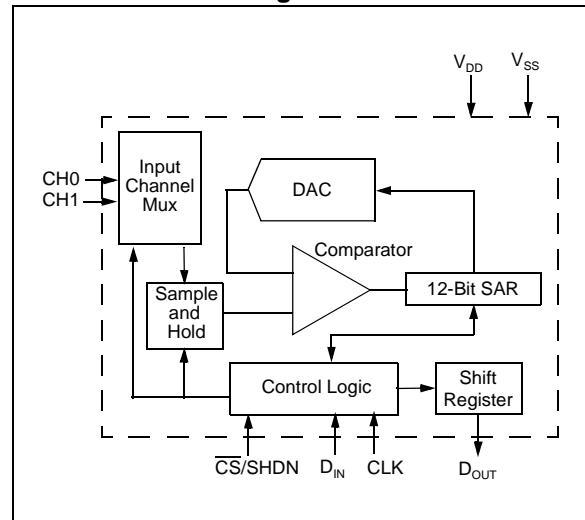 V_DD V_SS
Input
Channel
Mux
CH0
CH1
DAC
Comparator
Sample
and
Hold
12-Bit SAR
Control Logic
Shift
Register
C̅S̅/SHDN D_IN CLK D_OUT